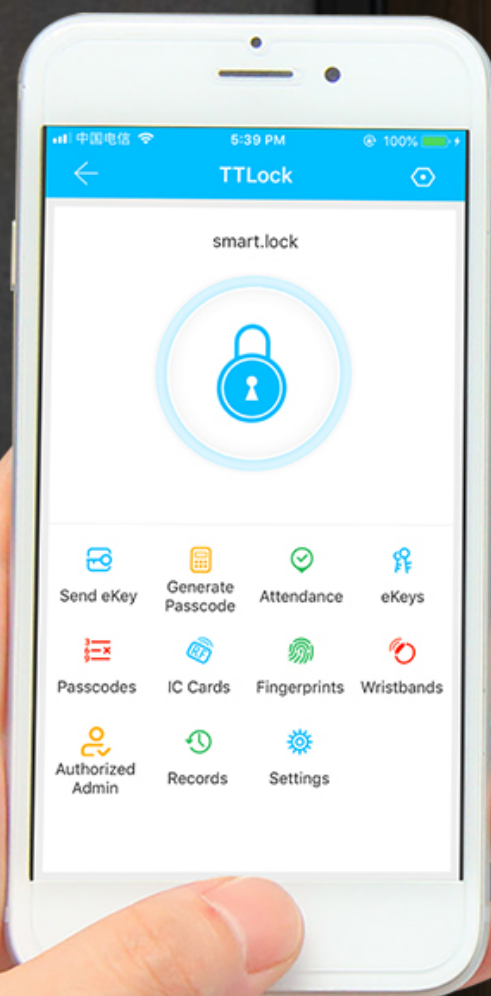 中国电信 5:39 PM 100%
TTLock
smart.lock
Send eKey
Generate
Passcode
Attendance
eKeys
Passcodes
IC Cards
Fingerprints
Wristbands
Authorized
Admin
Records
Settings